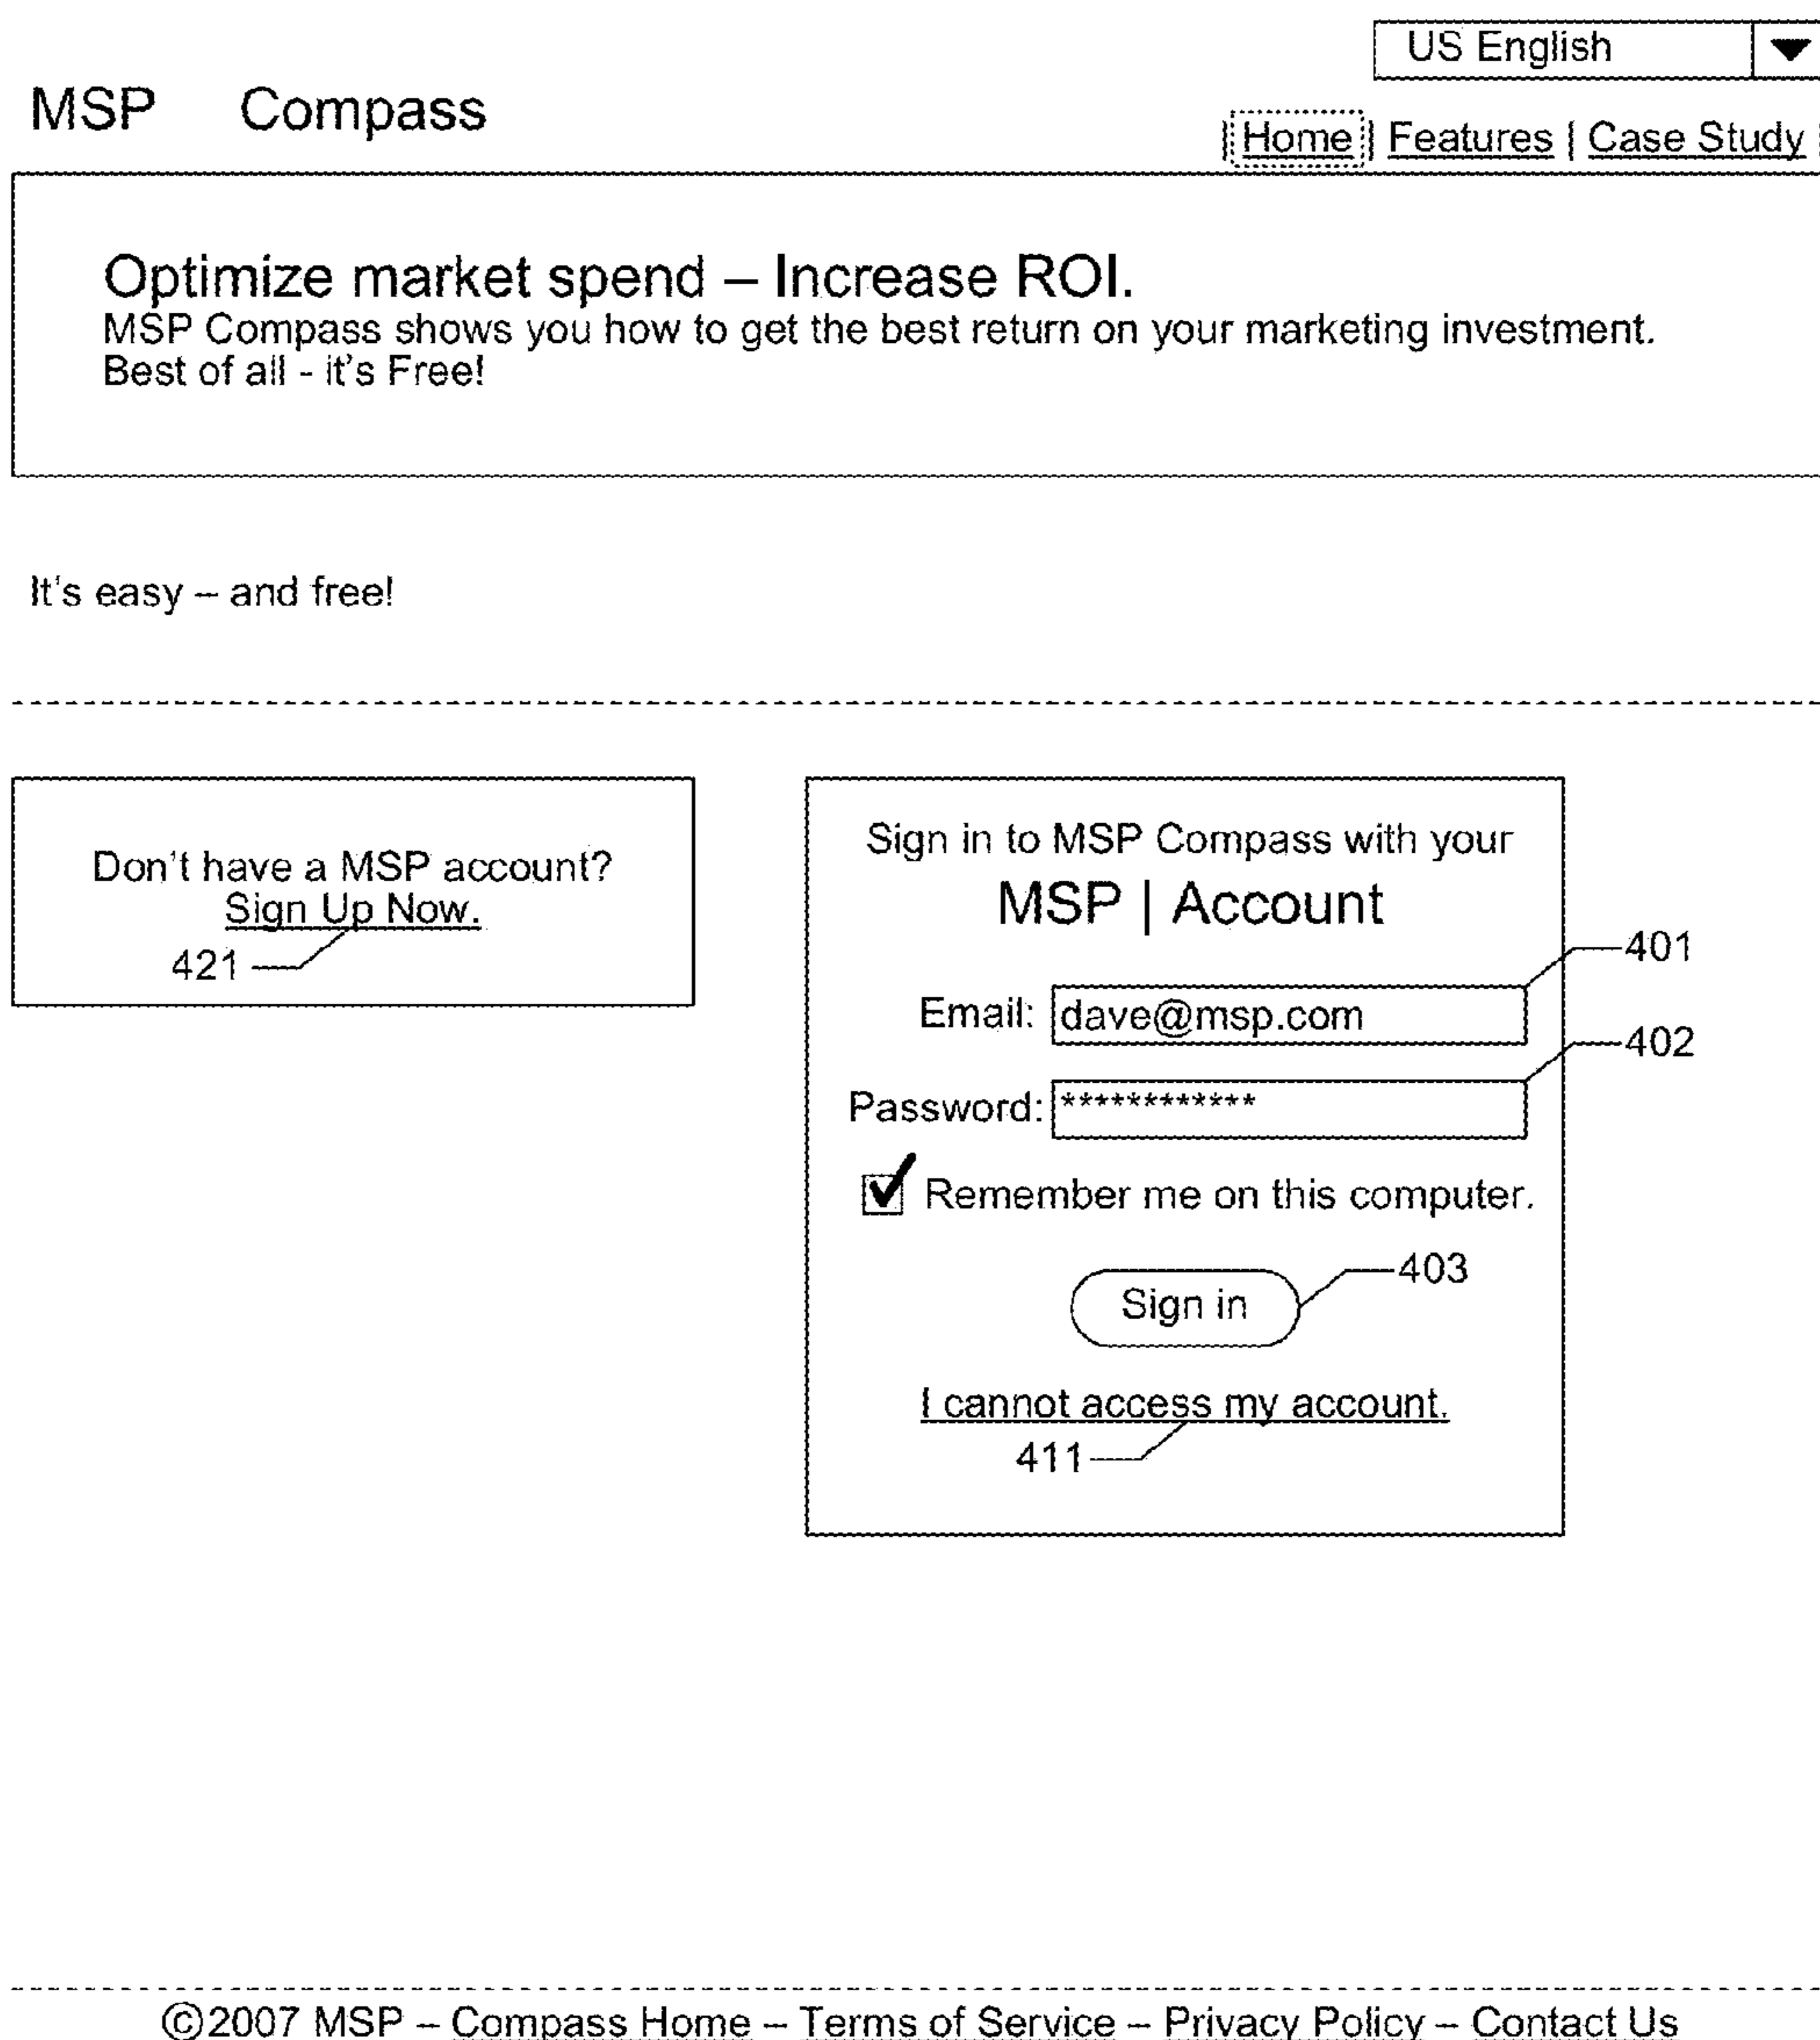 US English
MSP Compass
| Home | Features | Case Study |
Optimize market spend – Increase ROI.
MSP Compass shows you how to get the best return on your marketing investment.
Best of all - it's Free!
It's easy – and free!
Don't have a MSP account?
Sign Up Now.
421
Sign in to MSP Compass with your
MSP | Account
401
Email: dave@msp.com
402
Password: ************
Remember me on this computer.
403
Sign in
I cannot access my account.
411
©2007 MSP – Compass Home – Terms of Service – Privacy Policy – Contact Us